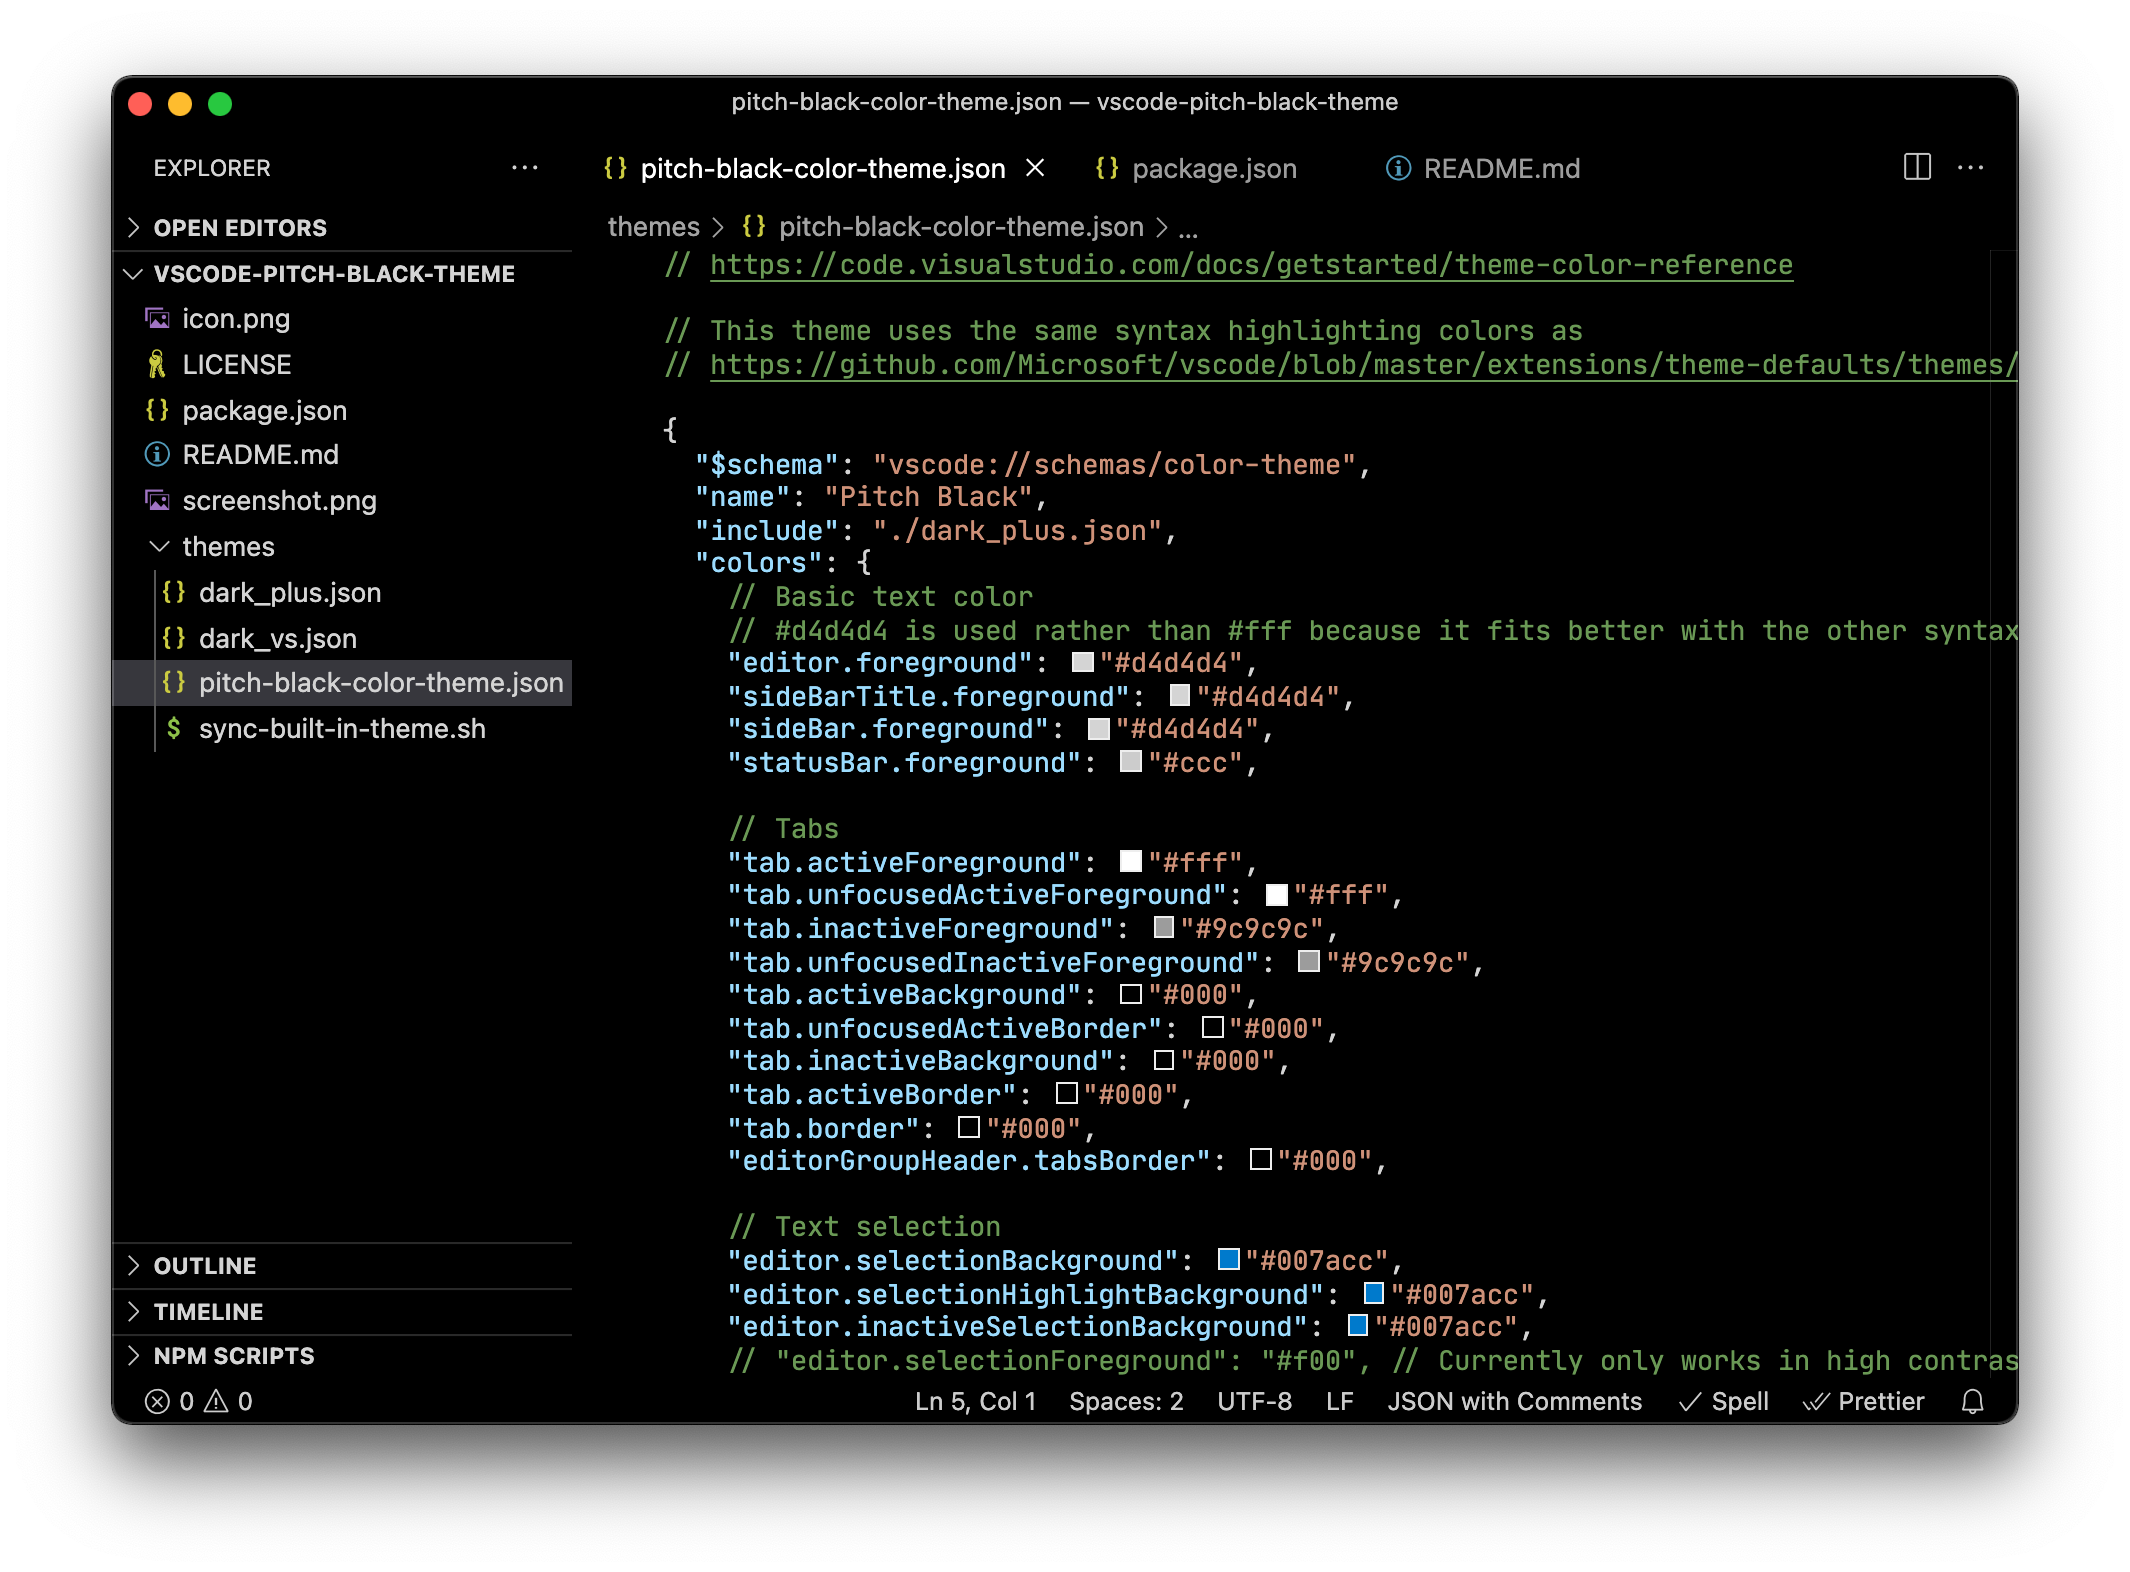 pitch-black-color-theme.json — vscode-pitch-black-theme
EXPLORER
OPEN EDITORS
VSCODE-PITCH-BLACK-THEME
icon.png
LICENSE
package.json
README.md
screenshot.png
themes
dark_plus.json
dark_vs.json
pitch-black-color-theme.json
sync-built-in-theme.sh
OUTLINE
TIMELINE
NPM SCRIPTS
pitch-black-color-theme.json package.json README.md
themes > {} pitch-black-color-theme.json > ...
// https://code.visualstudio.com/docs/getstarted/theme-color-reference
// This theme uses the same syntax highlighting colors as
// https://github.com/Microsoft/vscode/blob/master/extensions/theme-defaults/themes/
{
"$schema": "vscode://schemas/color-theme",
"name": "Pitch Black",
"include": "./dark_plus.json",
"colors": {
// Basic text color
// #d4d4d4 is used rather than #fff because it fits better with the other syntax
"editor.foreground": "#d4d4d4",
"sideBarTitle.foreground": "#d4d4d4",
"sideBar.foreground": "#d4d4d4",
"statusBar.foreground": "#ccc",
// Tabs
"tab.activeForeground": "#fff",
"tab.unfocusedActiveForeground": "#fff",
"tab.inactiveForeground": "#9c9c9c",
"tab.unfocusedInactiveForeground": "#9c9c9c",
"tab.activeBackground": "#000",
"tab.unfocusedActiveBorder": "#000",
"tab.inactiveBackground": "#000",
"tab.activeBorder": "#000",
"tab.border": "#000",
"editorGroupHeader.tabsBorder": "#000",
// Text selection
"editor.selectionBackground": "#007acc",
"editor.selectionHighlightBackground": "#007acc",
"editor.inactiveSelectionBackground": "#007acc",
// "editor.selectionForeground": "#f00", // Currently only works in high contras
0 0 Ln 5, Col 1 Spaces: 2 UTF-8 LF JSON with Comments Spell Prettier